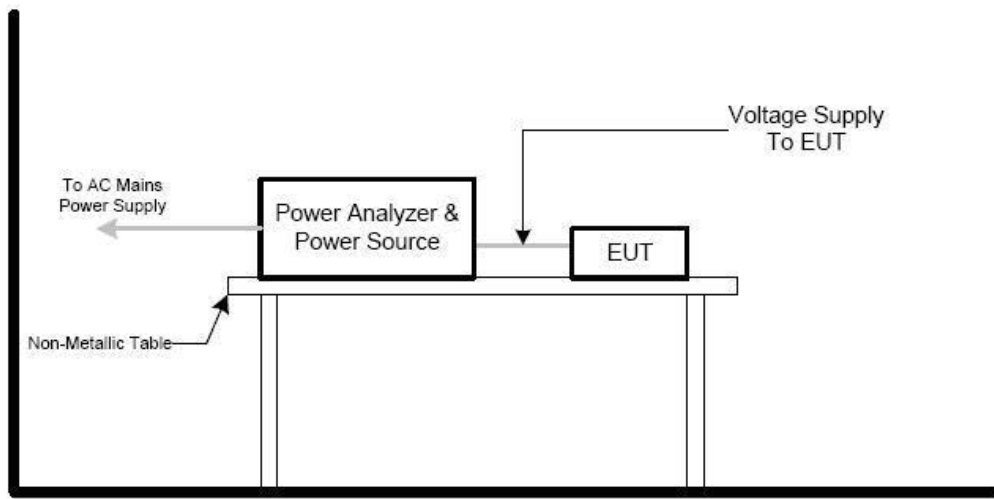 Voltage Supply
To EUT
To AC Mains
Power Supply
Power Analyzer &
Power Source
EUT
Non-Metallic Table